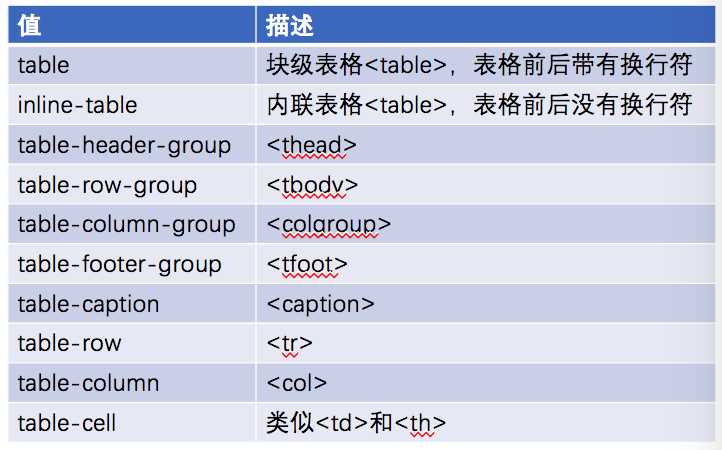 值 描述
table 块级表格<table>，表格前后带有换行符
inline-table 内联表格<table>，表格前后没有换行符
table-header-group <thead>
table-row-group <tbody>
table-column-group <colgroup>
table-footer-group <tfoot>
table-caption <caption>
table-row <tr>
table-column <col>
table-cell 类似<td>和<th>